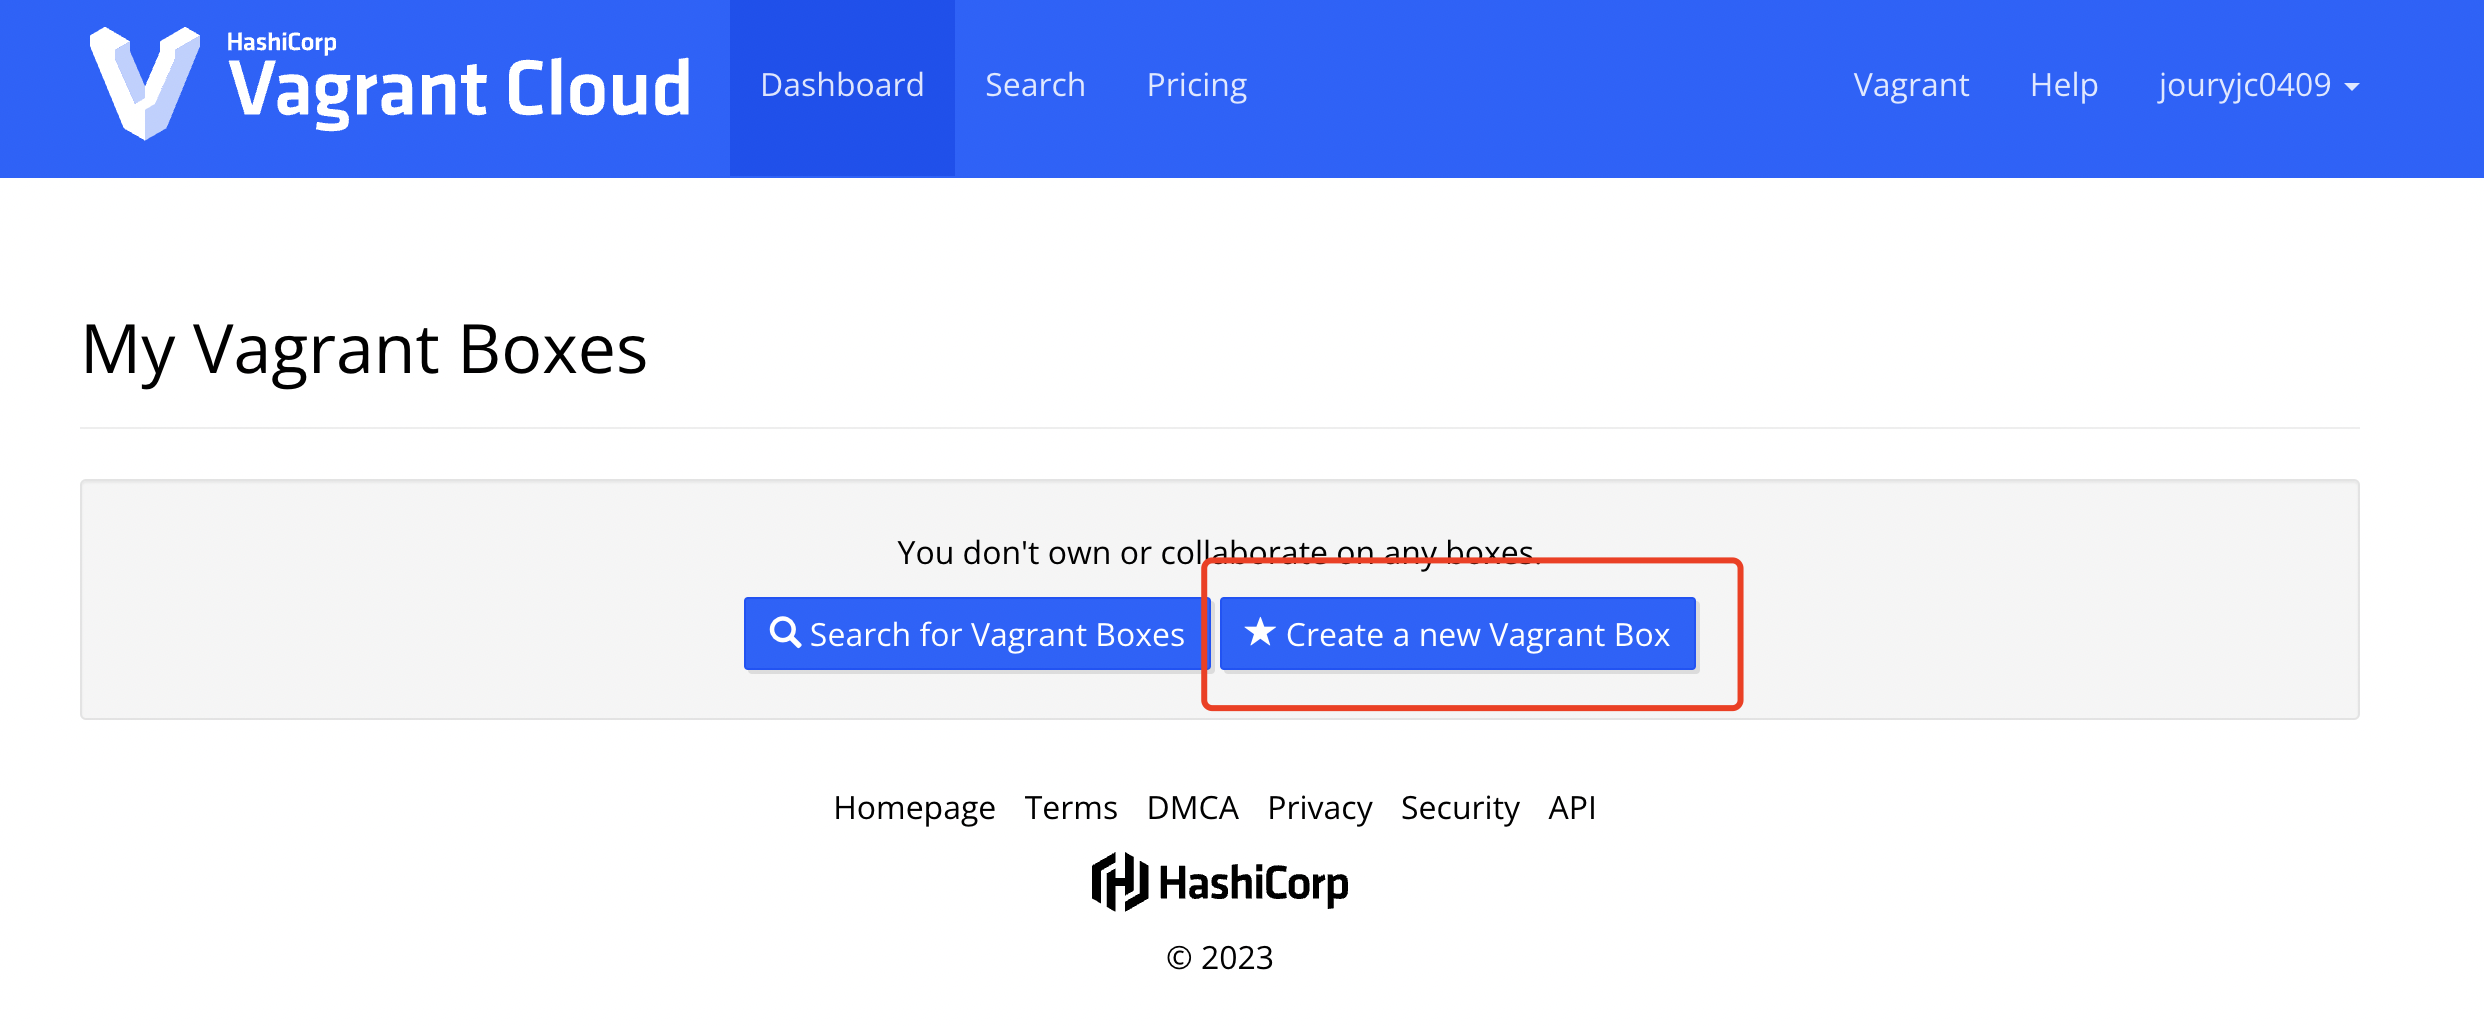 HashiCorp
Vagrant Cloud
Dashboard Search Pricing Vagrant Help jouryjc0409
My Vagrant Boxes
You don't own or collaborate on any boxes.
Search for Vagrant Boxes Create a new Vagrant Box
Homepage Terms DMCA Privacy Security API
HashiCorp
© 2023